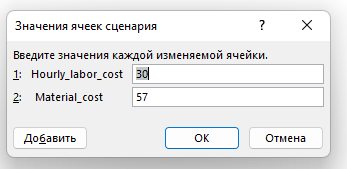 Значения ячеек сценария ? ×
Введите значения каждой изменяемой ячейки.
1: Hourly_labor_cost 30
2: Material_cost 57
Добавить OK Отмена